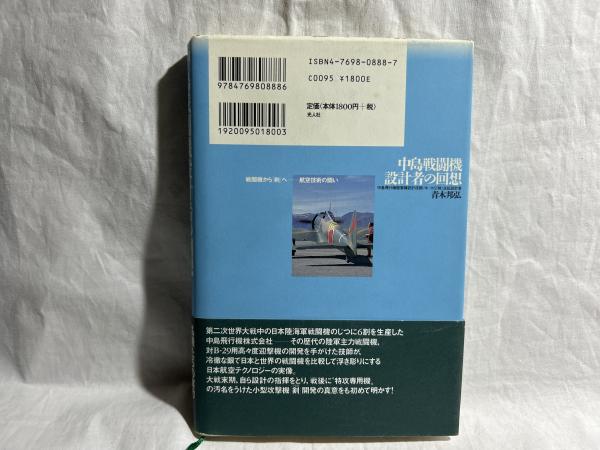 ISBN4-7698-0888-7
C0095 ¥1800E
9784769808886
定価(本体1800円+税)
光人社
1920095018003
中島戦闘機
設計者の回想
青木邦弘
戦闘機から「剣」へ――航空技術の闘い
第二次世界大戦中の日本陸海軍戦闘機のじつに6割を生産した
中島飛行機株式会社――その歴代の陸軍主力戦闘機、
対B-29用高々度迎撃機の開発を手がけた技師が、
冷徹な眼で日本と世界の戦闘機を比較して浮き彫りにする
日本航空テクノロジーの実像。
大戦末期、自ら設計の指揮をとり、戦後に"特攻専用機"
の汚名をうけた小型攻撃機 剣 開発の真意をも初めて明かす!